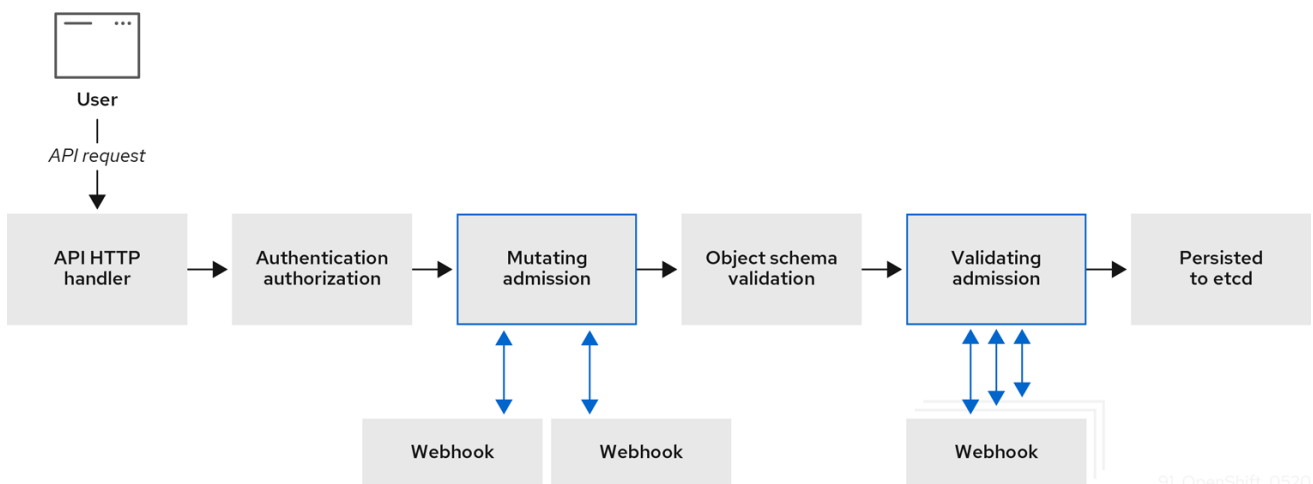 User
API request
API HTTP
handler
Authentication
authorization
Mutating
admission
Object schema
validation
Validating
admission
Persisted
to etcd
Webhook
Webhook
Webhook
91_OpenShift_0520